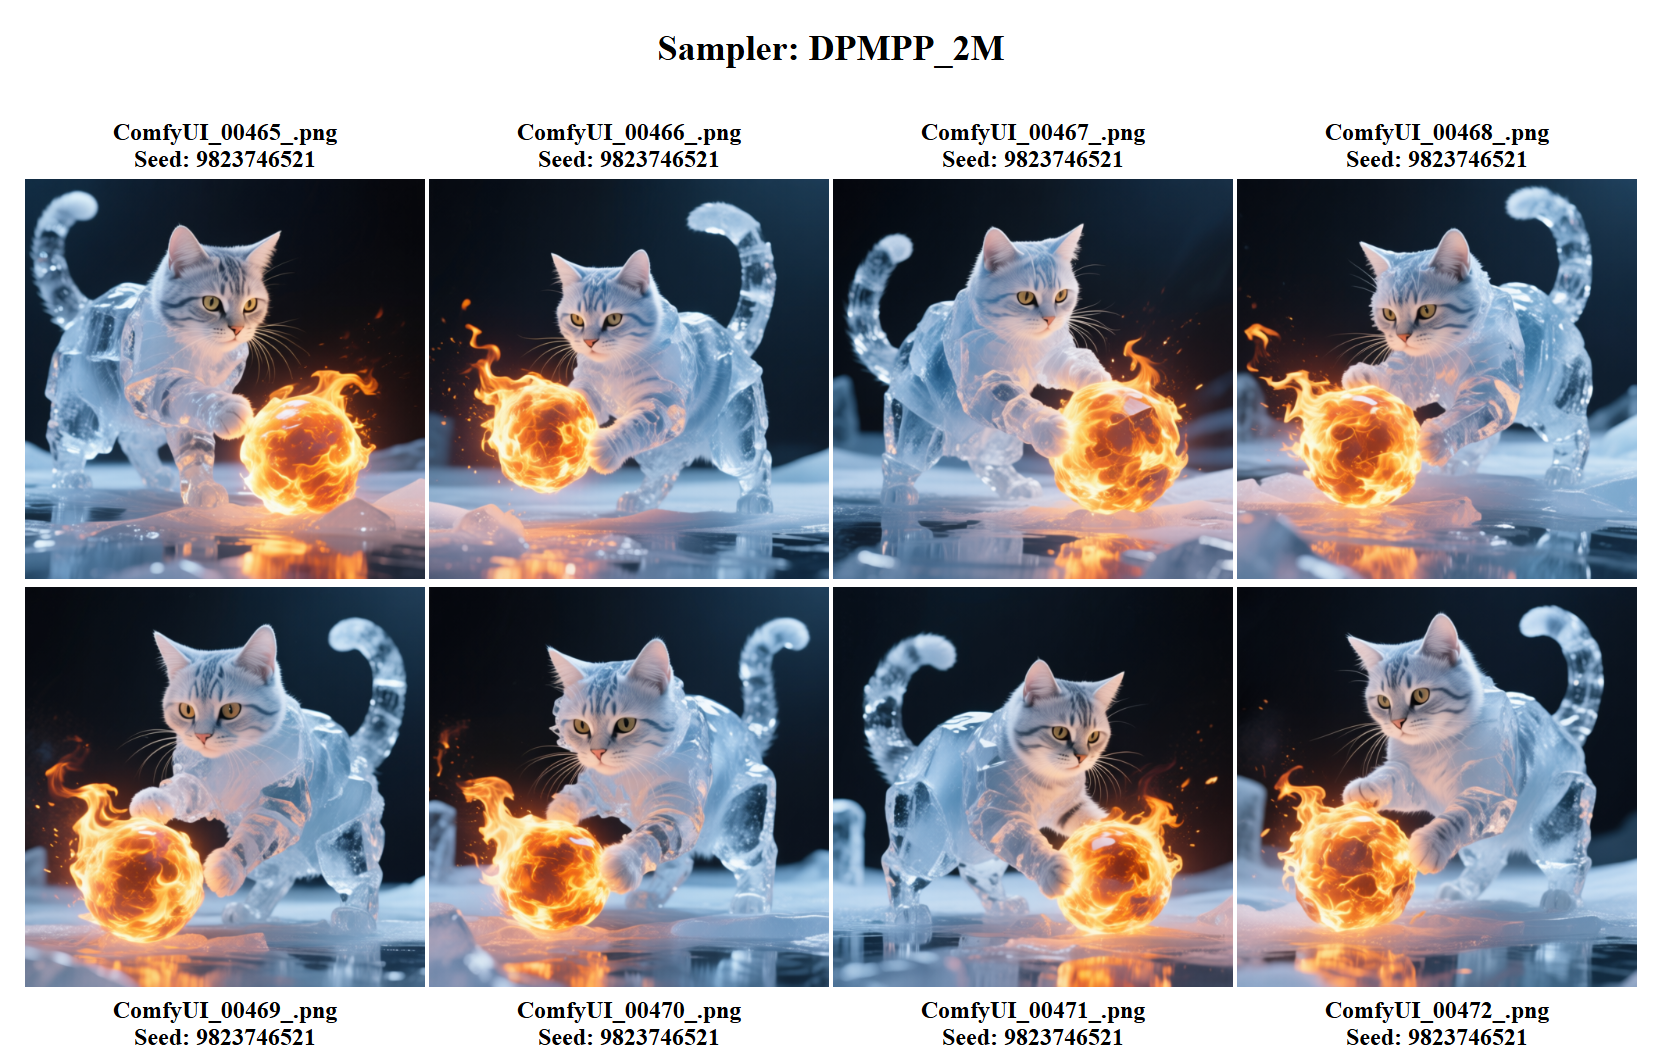 Sampler: DPMPP_2M
ComfyUI_00465_.png
Seed: 9823746521
ComfyUI_00466_.png
Seed: 9823746521
ComfyUI_00467_.png
Seed: 9823746521
ComfyUI_00468_.png
Seed: 9823746521
ComfyUI_00469_.png
Seed: 9823746521
ComfyUI_00470_.png
Seed: 9823746521
ComfyUI_00471_.png
Seed: 9823746521
ComfyUI_00472_.png
Seed: 9823746521